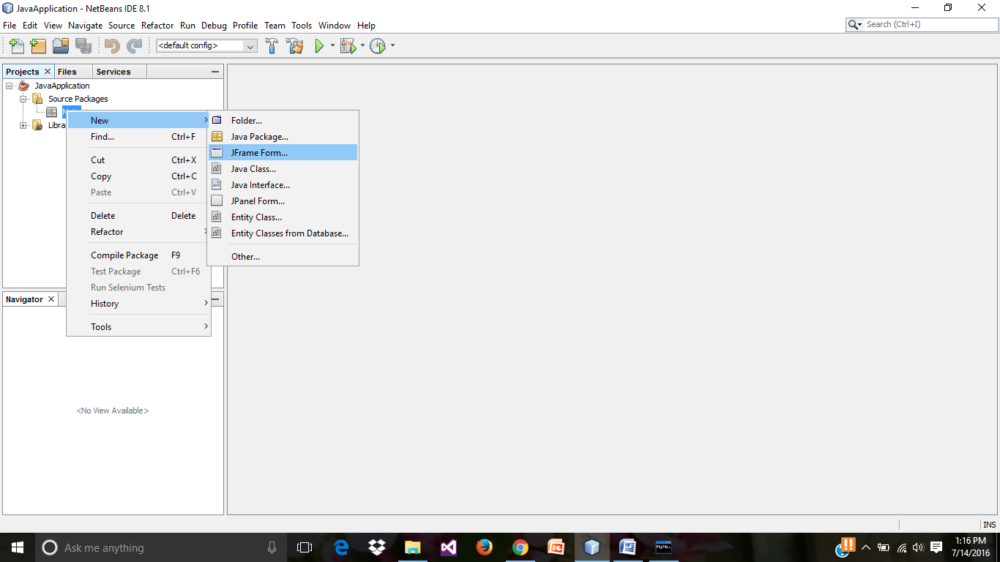 JavaApplication - NetBeans IDE 8.1
File Edit View Navigate Source Refactor Run Debug Profile Team Tools Window Help
Search (Ctrl+I)
<default config>
Projects Files Services
JavaApplication
Source Packages
Libra
New
Find... Ctrl+F
Cut Ctrl+X
Copy Ctrl+C
Paste Ctrl+V
Delete Delete
Refactor
Compile Package F9
Test Package Ctrl+F6
Run Selenium Tests
History
Tools
Folder...
Java Package...
JFrame Form...
Java Class...
Java Interface...
JPanel Form...
Entity Class...
Entity Classes from Database...
Other...
Navigator
<No View Available>
INS
Ask me anything
MySQL
1:16 PM
7/14/2016